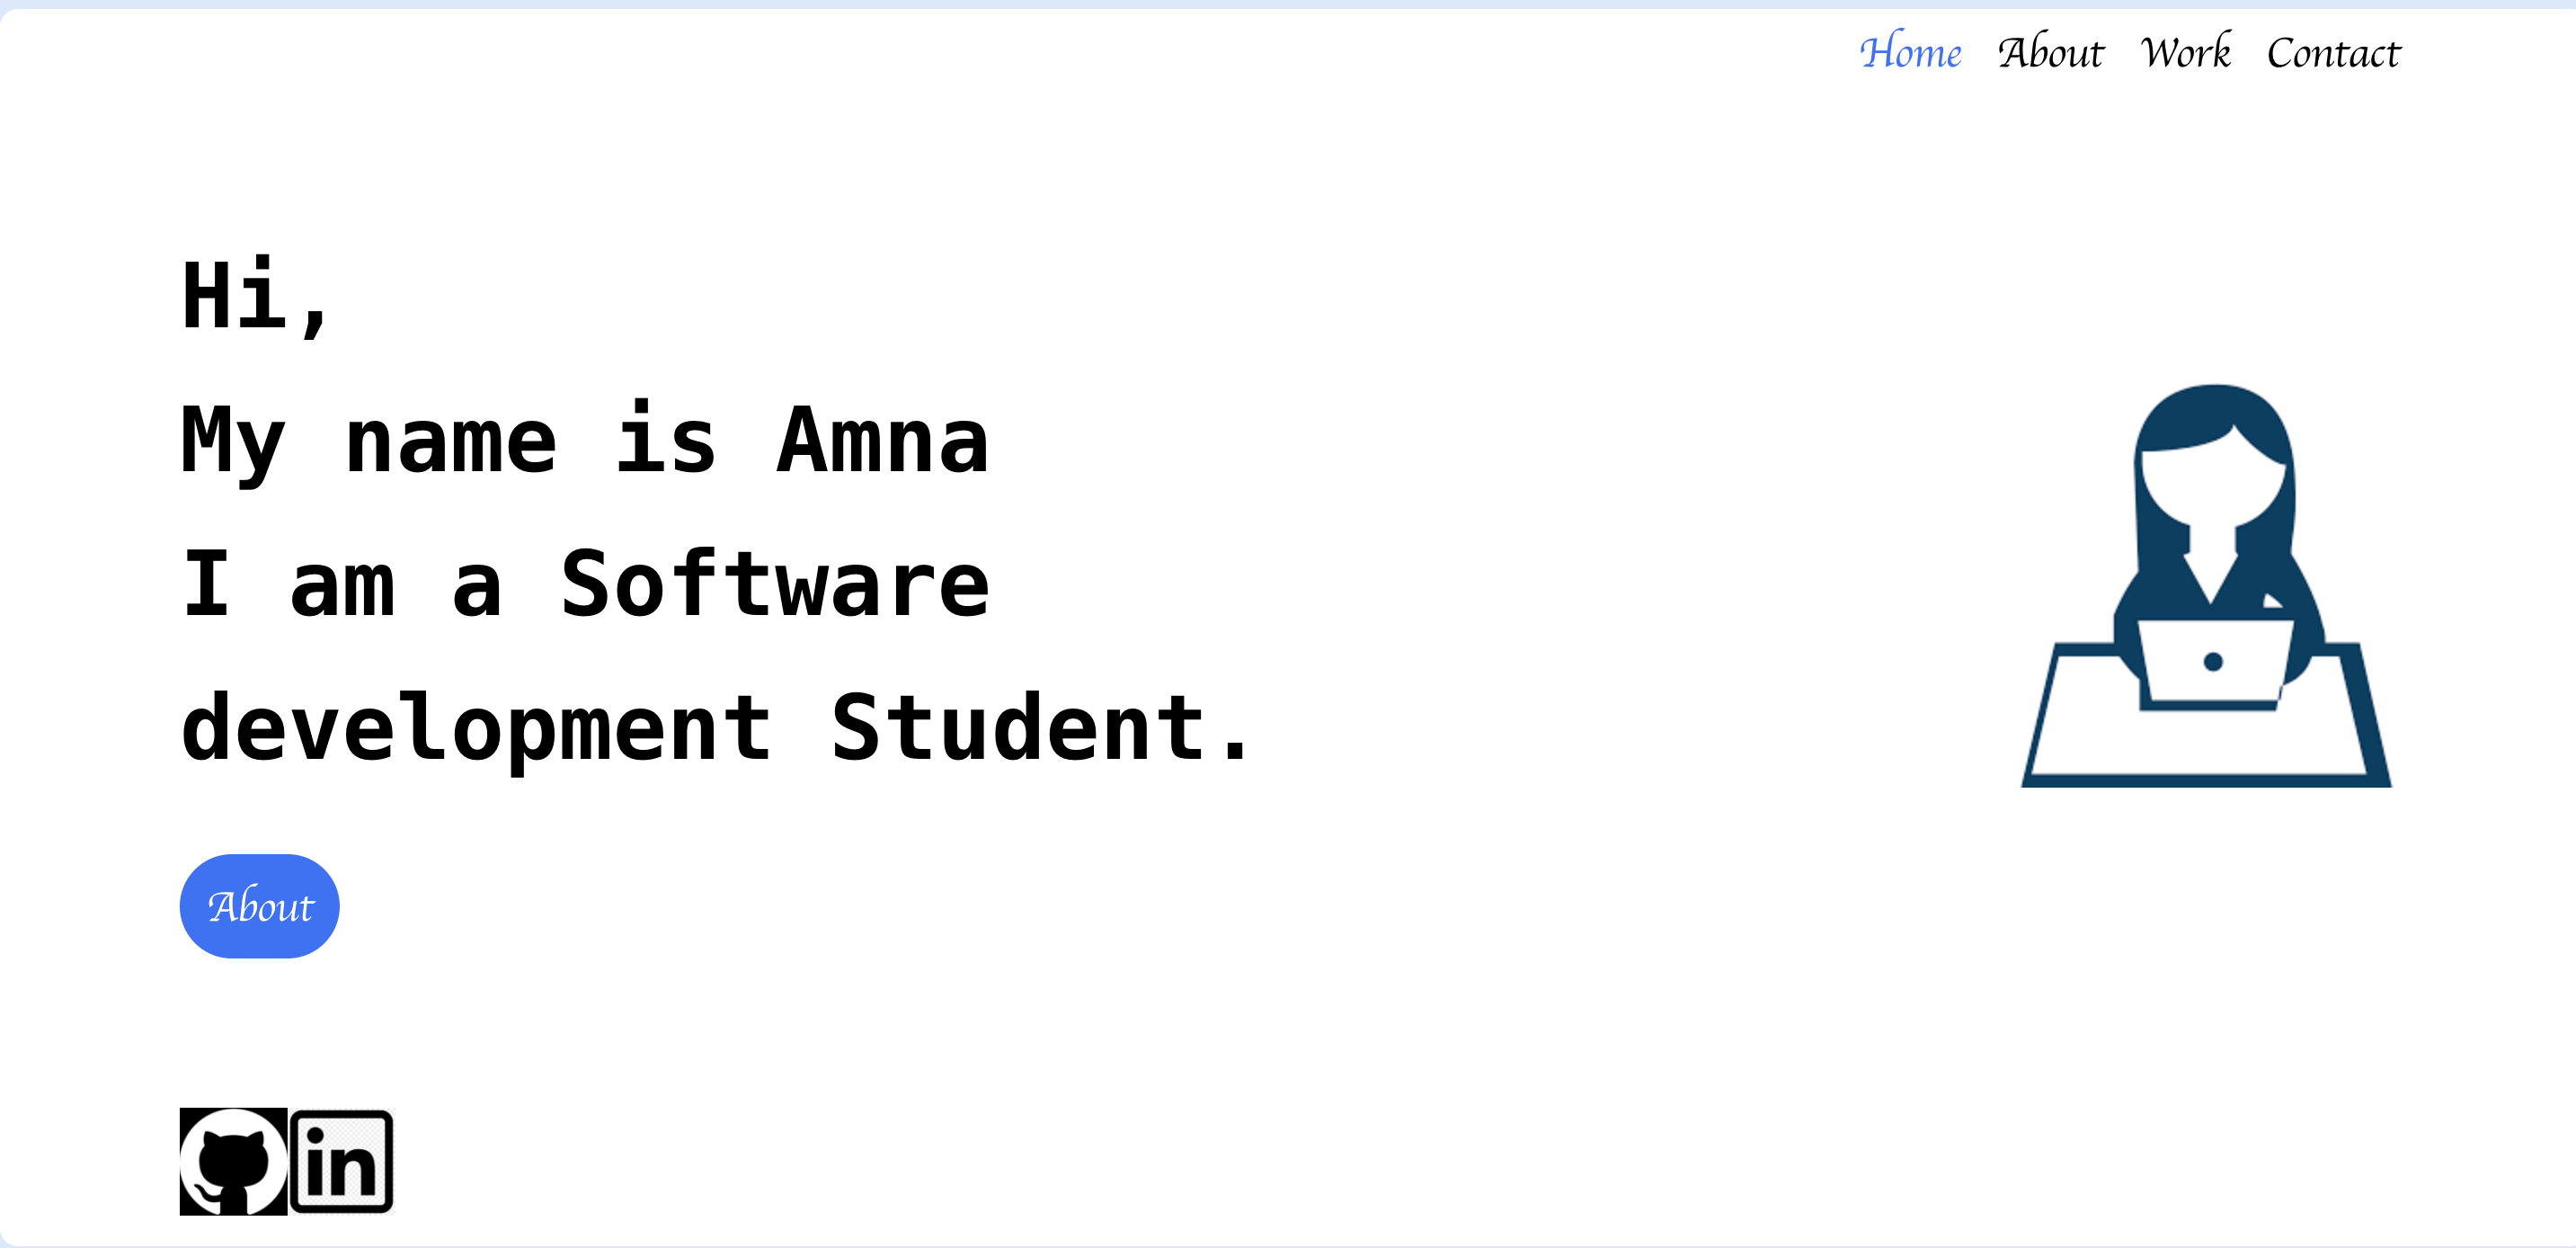 Home About Work Contact
Hi,
My name is Amna
I am a Software
development Student.
About
in